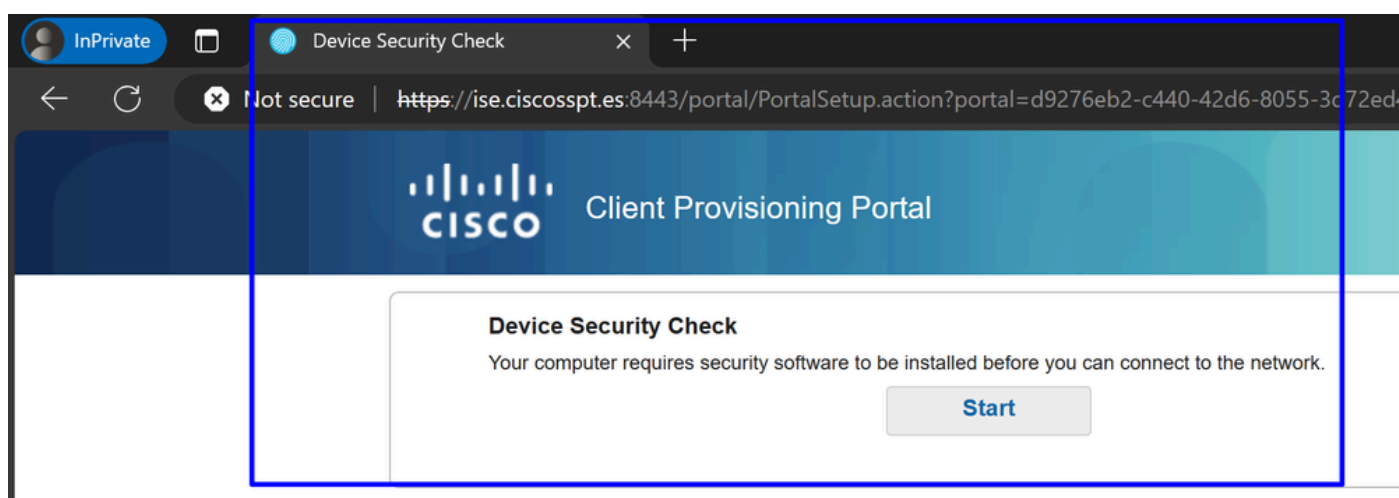 InPrivate
Device Security Check
Not secure
https://ise.ciscosspt.es:8443/portal/PortalSetup.action?portal=d9276eb2-c440-42d6-8055-3d72ed4
CISCO
Client Provisioning Portal
Device Security Check
Your computer requires security software to be installed before you can connect to the network.
Start